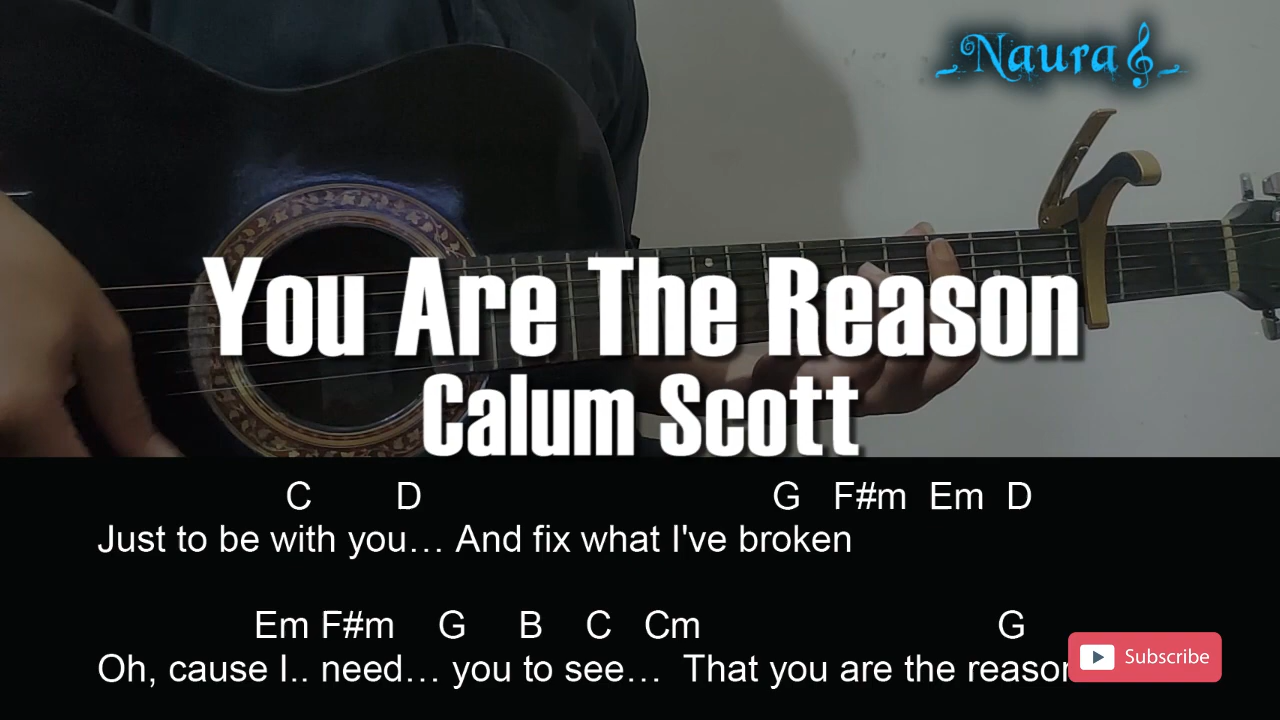 Naura
You Are The Reason
Calum Scott
C D G F#m Em D
Just to be with you… And fix what I've broken
Em F#m G B C Cm G
Oh, cause I.. need… you to see… That you are the reason
Subscribe